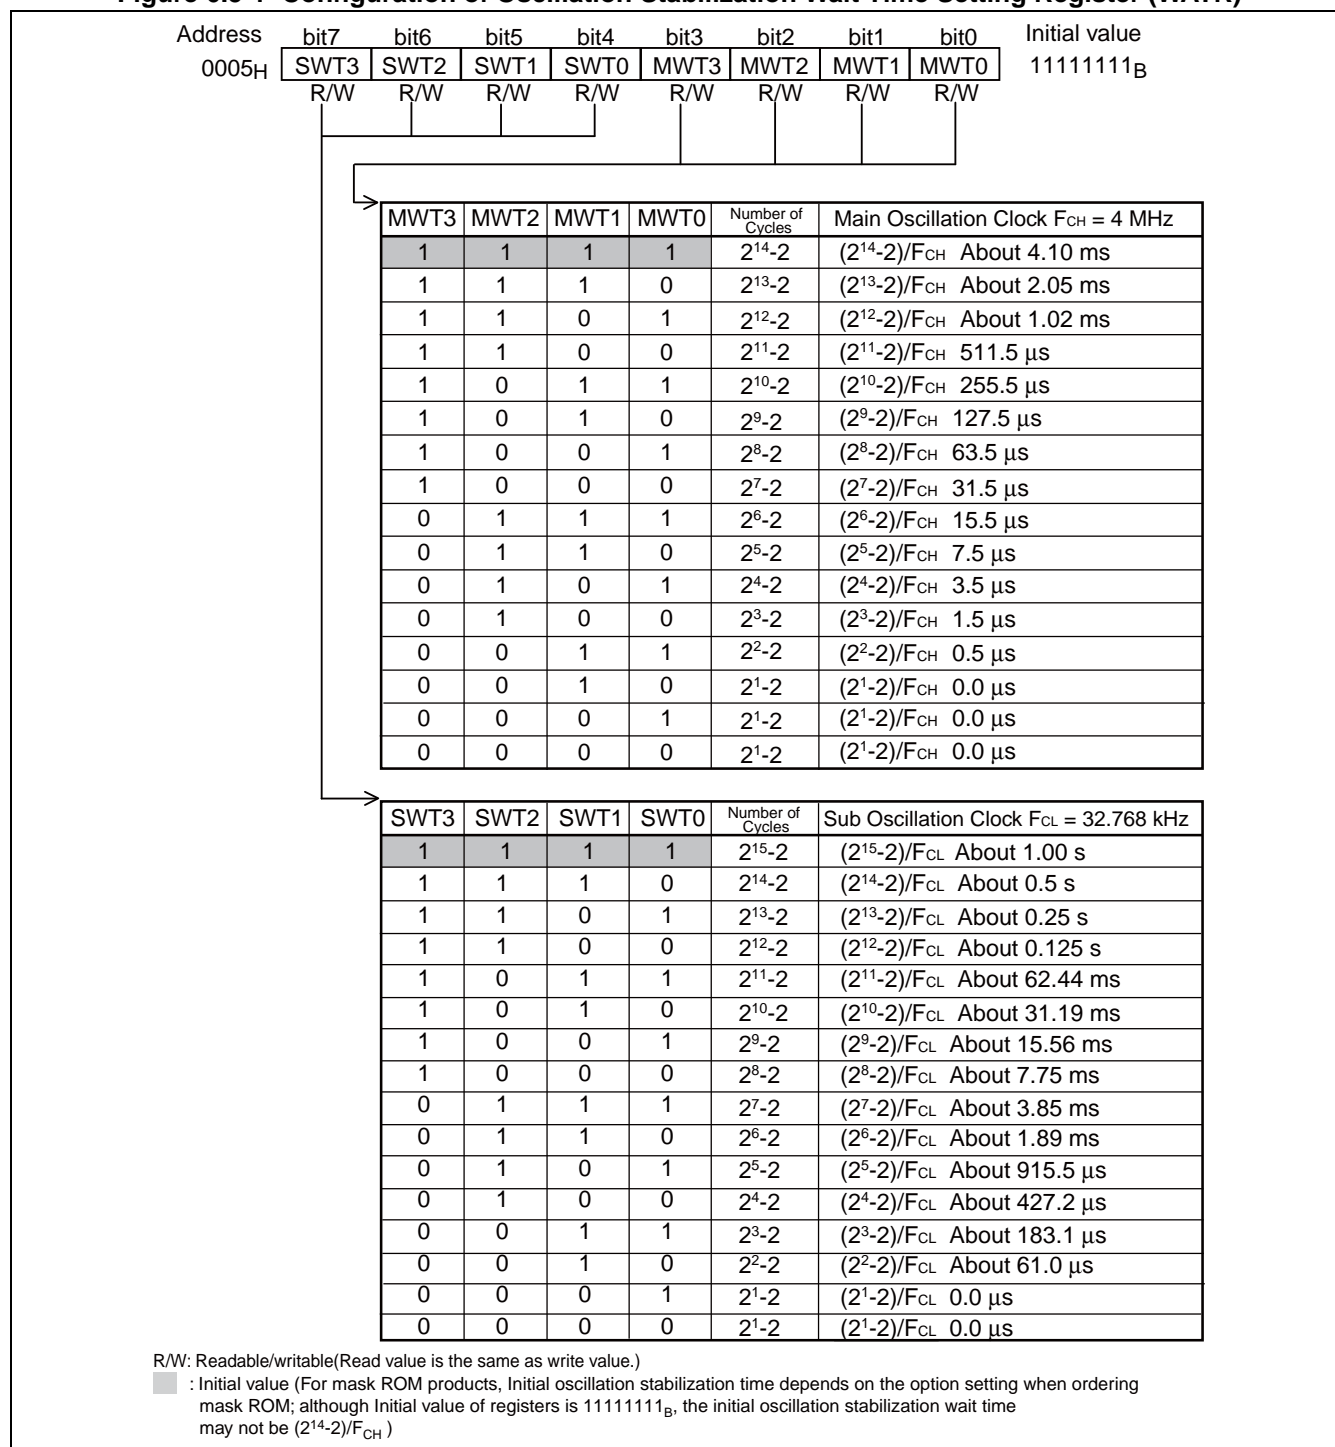 Address bit7 bit6 bit5 bit4 bit3 bit2 bit1 bit0 Initial value
0005H SWT3 SWT2 SWT1 SWT0 MWT3 MWT2 MWT1 MWT0 11111111B
R/W R/W R/W R/W R/W R/W R/W R/W
MWT3 MWT2 MWT1 MWT0 Number of Cycles Main Oscillation Clock FCH = 4 MHz
1 1 1 1 2¹⁴-2 (2¹⁴-2)/FCH About 4.10 ms
1 1 1 0 2¹³-2 (2¹³-2)/FCH About 2.05 ms
1 1 0 1 2¹²-2 (2¹²-2)/FCH About 1.02 ms
1 1 0 0 2¹¹-2 (2¹¹-2)/FCH 511.5 μs
1 0 1 1 2¹⁰-2 (2¹⁰-2)/FCH 255.5 μs
1 0 1 0 2⁹-2 (2⁹-2)/FCH 127.5 μs
1 0 0 1 2⁸-2 (2⁸-2)/FCH 63.5 μs
1 0 0 0 2⁷-2 (2⁷-2)/FCH 31.5 μs
0 1 1 1 2⁶-2 (2⁶-2)/FCH 15.5 μs
0 1 1 0 2⁵-2 (2⁵-2)/FCH 7.5 μs
0 1 0 1 2⁴-2 (2⁴-2)/FCH 3.5 μs
0 1 0 0 2³-2 (2³-2)/FCH 1.5 μs
0 0 1 1 2²-2 (2²-2)/FCH 0.5 μs
0 0 1 0 2¹-2 (2¹-2)/FCH 0.0 μs
0 0 0 1 2¹-2 (2¹-2)/FCH 0.0 μs
0 0 0 0 2¹-2 (2¹-2)/FCH 0.0 μs
SWT3 SWT2 SWT1 SWT0 Number of Cycles Sub Oscillation Clock FCL = 32.768 kHz
1 1 1 1 2¹⁵-2 (2¹⁵-2)/FCL About 1.00 s
1 1 1 0 2¹⁴-2 (2¹⁴-2)/FCL About 0.5 s
1 1 0 1 2¹³-2 (2¹³-2)/FCL About 0.25 s
1 1 0 0 2¹²-2 (2¹²-2)/FCL About 0.125 s
1 0 1 1 2¹¹-2 (2¹¹-2)/FCL About 62.44 ms
1 0 1 0 2¹⁰-2 (2¹⁰-2)/FCL About 31.19 ms
1 0 0 1 2⁹-2 (2⁹-2)/FCL About 15.56 ms
1 0 0 0 2⁸-2 (2⁸-2)/FCL About 7.75 ms
0 1 1 1 2⁷-2 (2⁷-2)/FCL About 3.85 ms
0 1 1 0 2⁶-2 (2⁶-2)/FCL About 1.89 ms
0 1 0 1 2⁵-2 (2⁵-2)/FCL About 915.5 μs
0 1 0 0 2⁴-2 (2⁴-2)/FCL About 427.2 μs
0 0 1 1 2³-2 (2³-2)/FCL About 183.1 μs
0 0 1 0 2²-2 (2²-2)/FCL About 61.0 μs
0 0 0 1 2¹-2 (2¹-2)/FCL 0.0 μs
0 0 0 0 2¹-2 (2¹-2)/FCL 0.0 μs
R/W: Readable/writable(Read value is the same as write value.)
: Initial value (For mask ROM products, Initial oscillation stabilization time depends on the option setting when ordering
mask ROM; although Initial value of registers is 11111111B, the initial oscillation stabilization wait time
may not be (2¹⁴-2)/FCH )